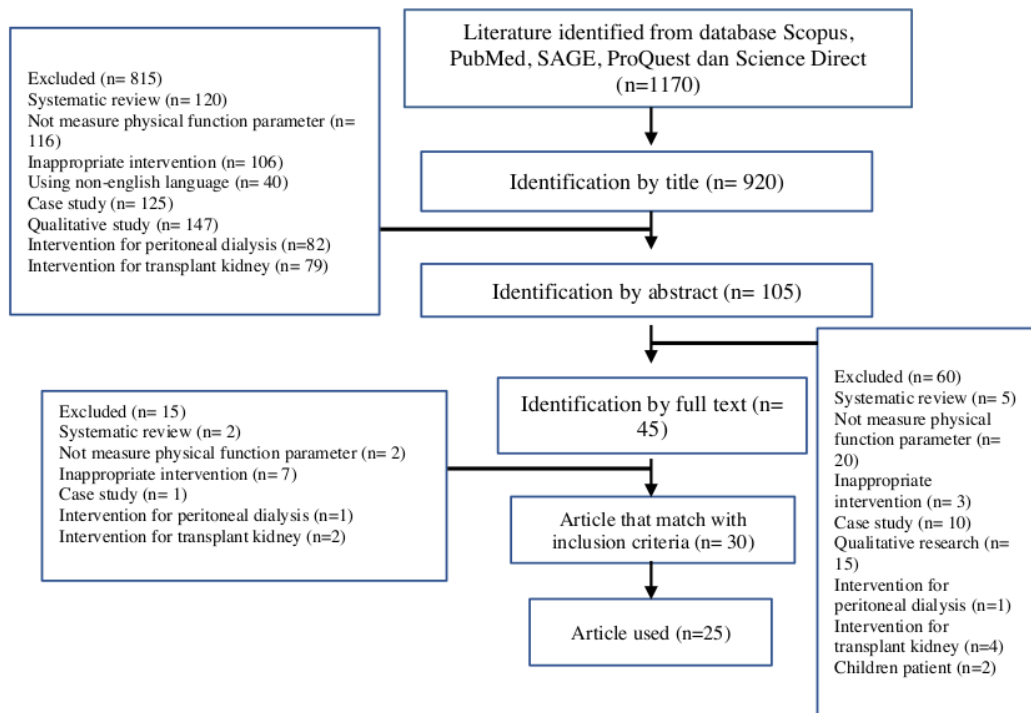 Literature identified from database Scopus,
PubMed, SAGE, ProQuest dan Science Direct
(n=1170)
Excluded (n= 815)
Systematic review (n= 120)
Not measure physical function parameter (n=
116)
Inappropriate intervention (n= 106)
Using non-english language (n= 40)
Case study (n= 125)
Qualitative study (n= 147)
Intervention for peritoneal dialysis (n=82)
Intervention for transplant kidney (n= 79)
Identification by title (n= 920)
Identification by abstract (n= 105)
Excluded (n= 60)
Systematic review (n= 5)
Not measure physical
function parameter (n=
20)
Inappropriate
intervention (n= 3)
Case study (n= 10)
Qualitative research (n=
15)
Intervention for
peritoneal dialysis (n=1)
Intervention for
transplant kidney (n=4)
Children patient (n=2)
Identification by full text (n=
45)
Excluded (n= 15)
Systematic review (n= 2)
Not measure physical function parameter (n= 2)
Inappropriate intervention (n= 7)
Case study (n= 1)
Intervention for peritoneal dialysis (n=1)
Intervention for transplant kidney (n=2)
Article that match with
inclusion criteria (n= 30)
Article used (n=25)